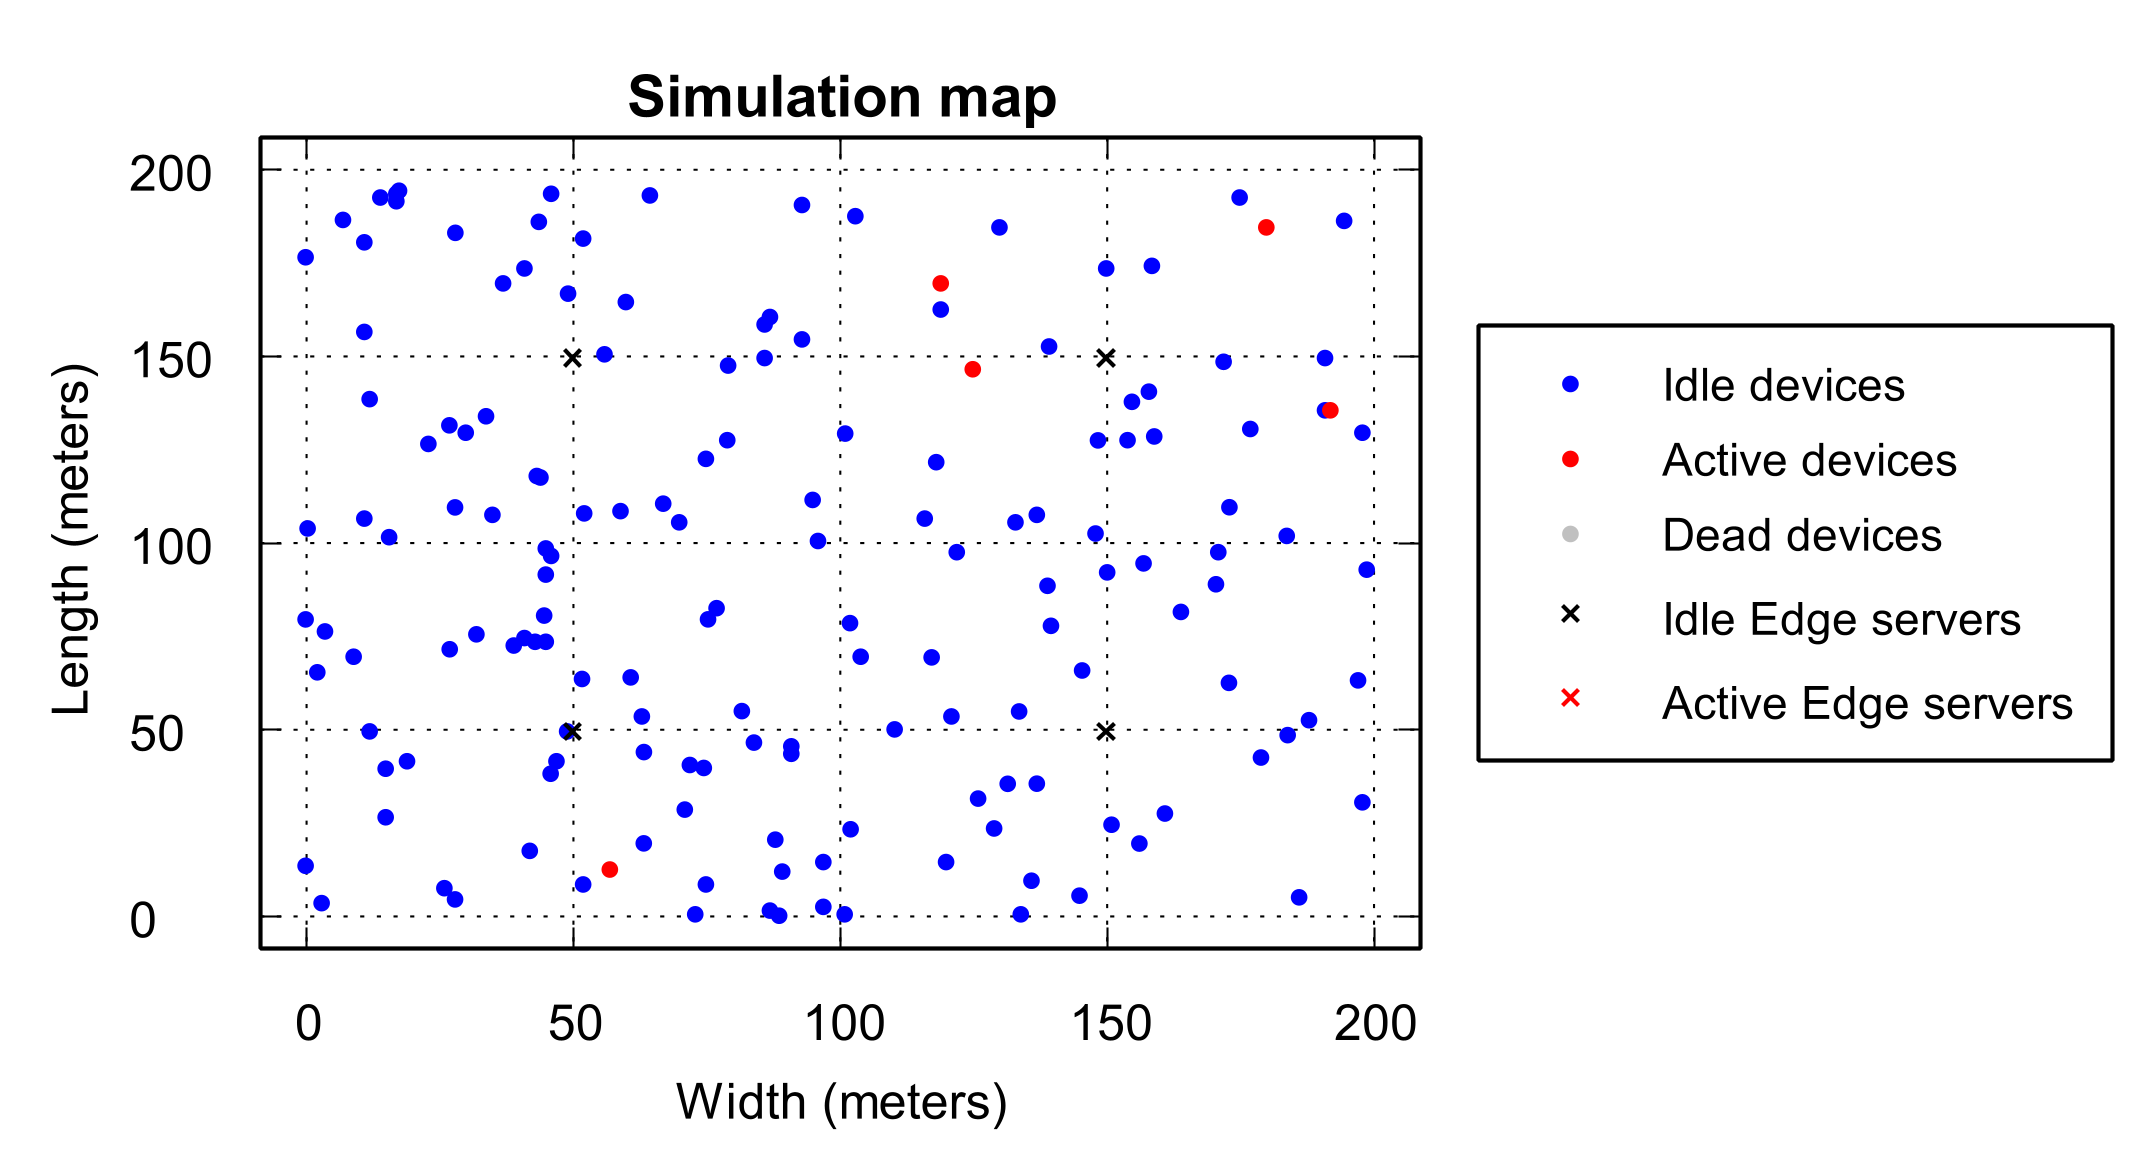 Simulation map
200
150
100
50
0
Length (meters)
0 50 100 150 200
Width (meters)
Idle devices
Active devices
Dead devices
Idle Edge servers
Active Edge servers